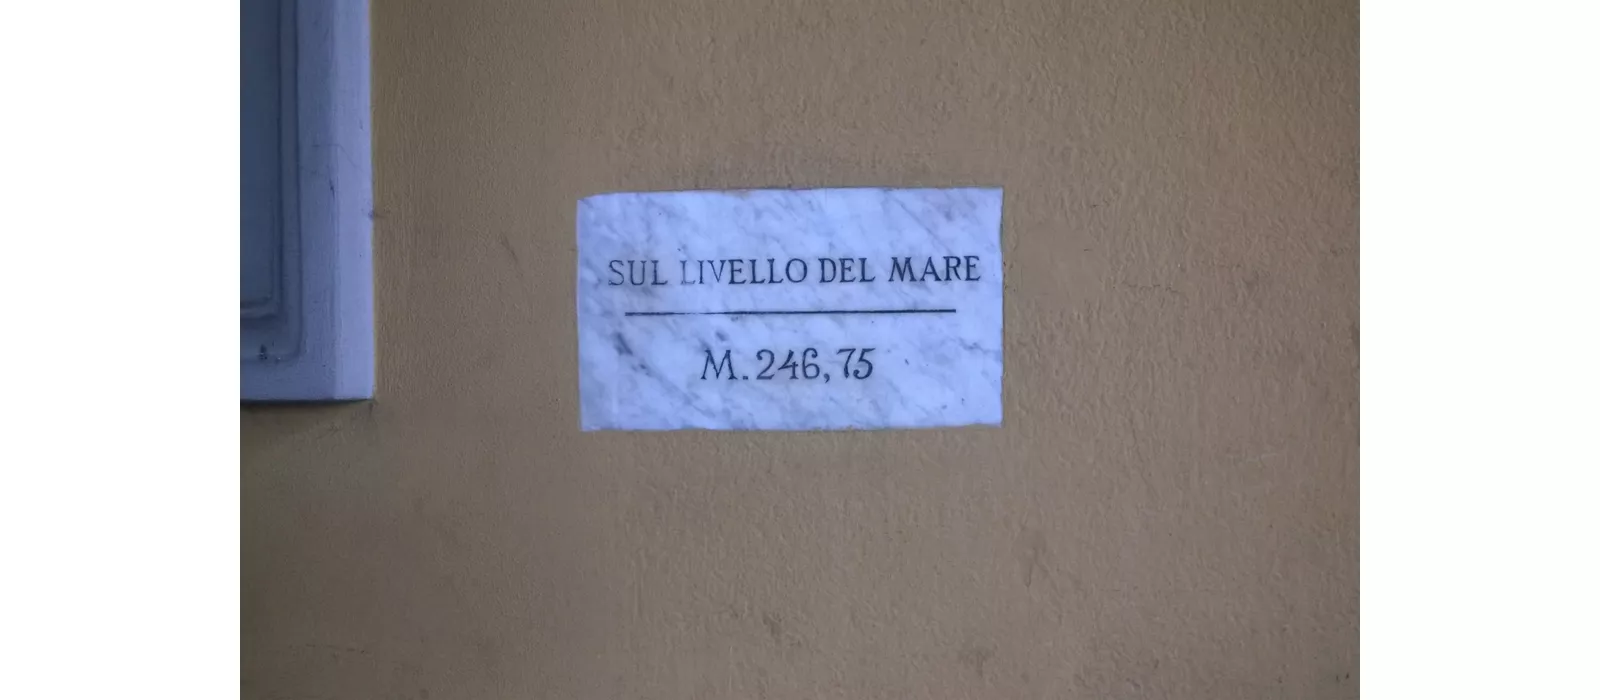 SUL LIVELLO DEL MARE
M. 246,75